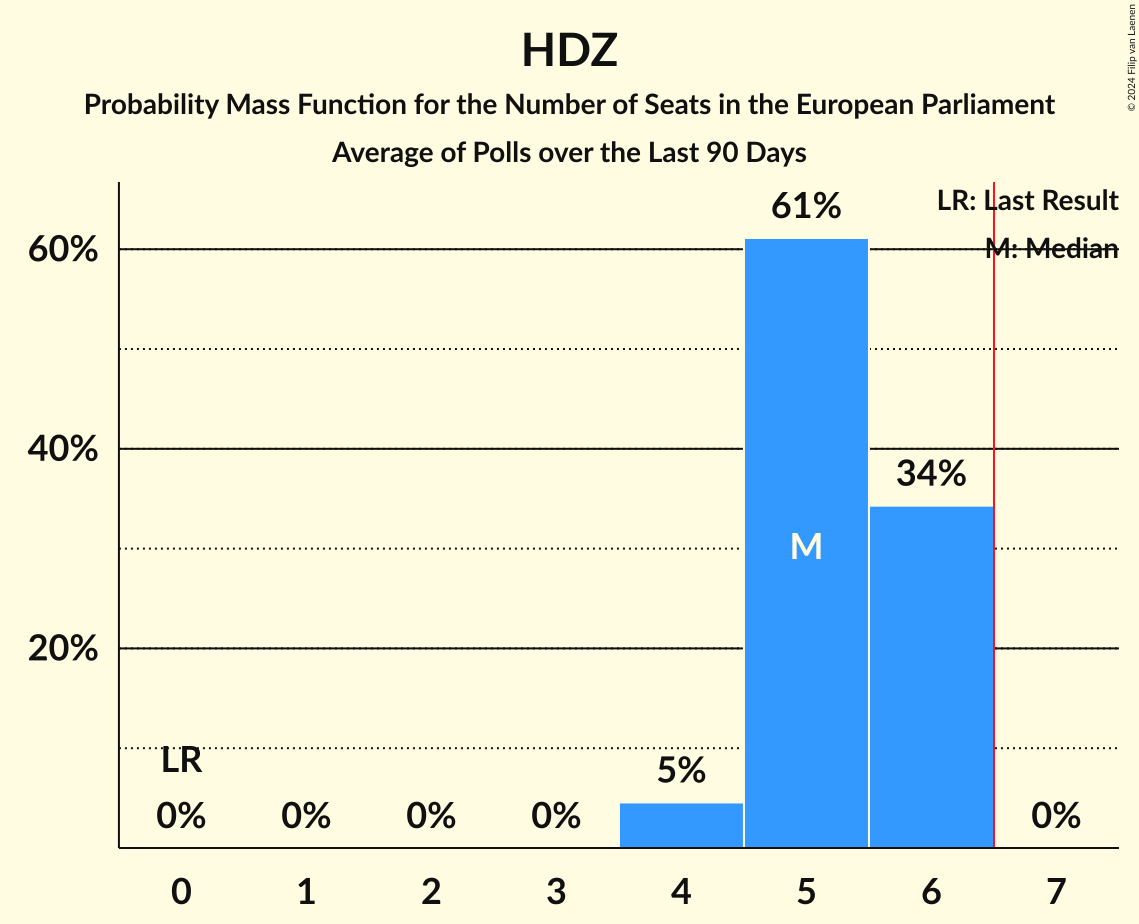 HDZ
Probability Mass Function for the Number of Seats in the European Parliament
Average of Polls over the Last 90 Days
© 2024 Filip van Laenen
LR: Last Result
M: Median
61%
60%
40%
34%
M
20%
LR
5%
0% 0% 0% 0% 0%
0 1 2 3 4 5 6 7